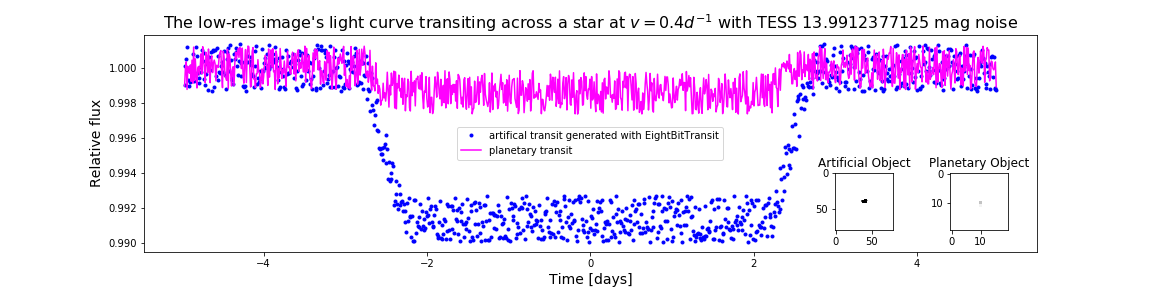 The low-res image's light curve transiting across a star at v = 0.4d⁻¹ with TESS 13.9912377125 mag noise
Relative flux
1.000
0.998
0.996
0.994
0.992
0.990
artifical transit generated with EightBitTransit
planetary transit
Artificial Object
0
50
0 50
Planetary Object
0
10
0 10
−4 −2 0 2 4
Time [days]